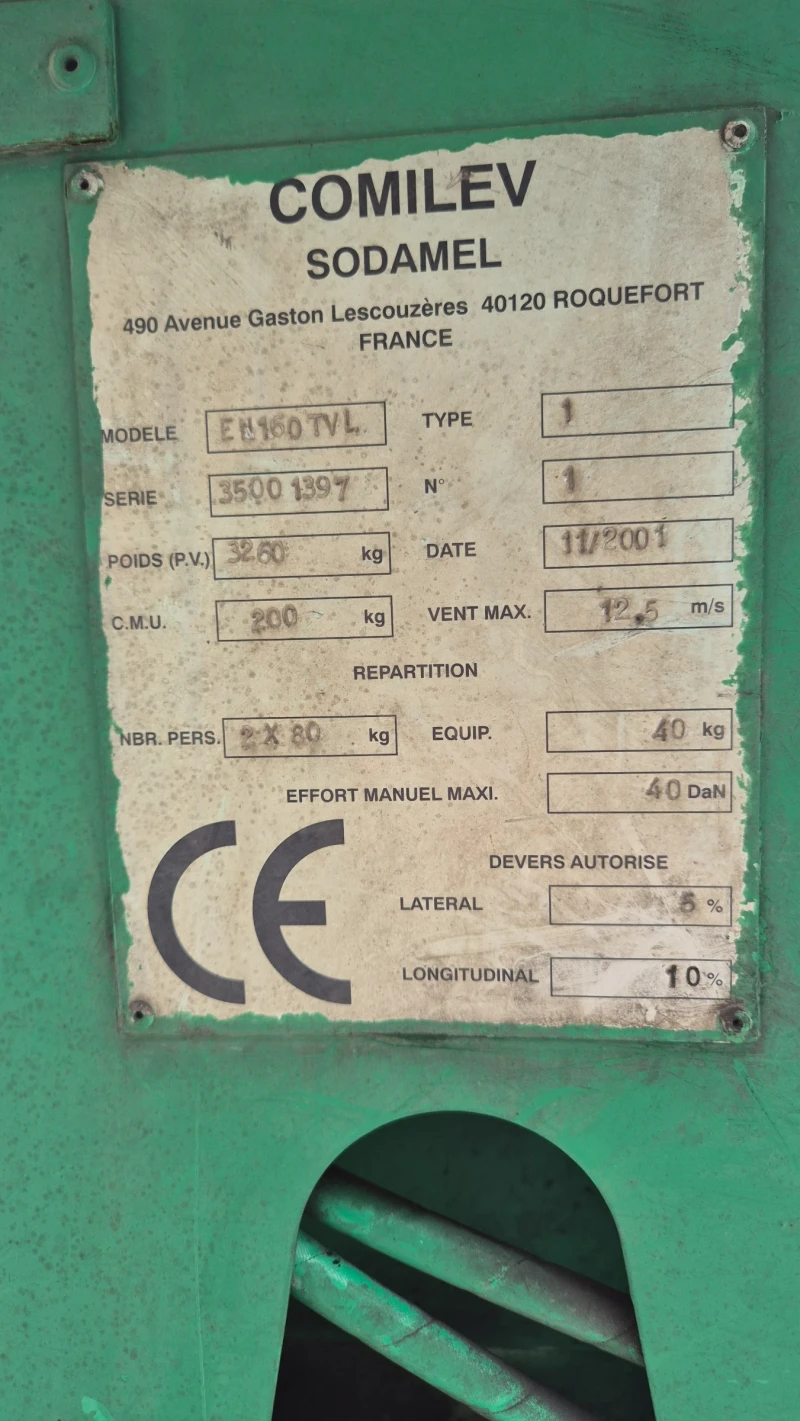 COMILEV
SODAMEL
490 Avenue Gaston Lescouzères 40120 ROQUEFORT
FRANCE
MODELE EN160 TVL TYPE 1
SERIE 3500 1397 N° 1
POIDS (P.V.) 3260 kg DATE 11/2001
C.M.U. 200 kg VENT MAX. 12.5 m/s
REPARTITION
NBR. PERS. 2 X 80 kg EQUIP. 40 kg
EFFORT MANUEL MAXI. 40 DaN
CE
DEVERS AUTORISE
LATERAL 5 %
LONGITUDINAL 10 %